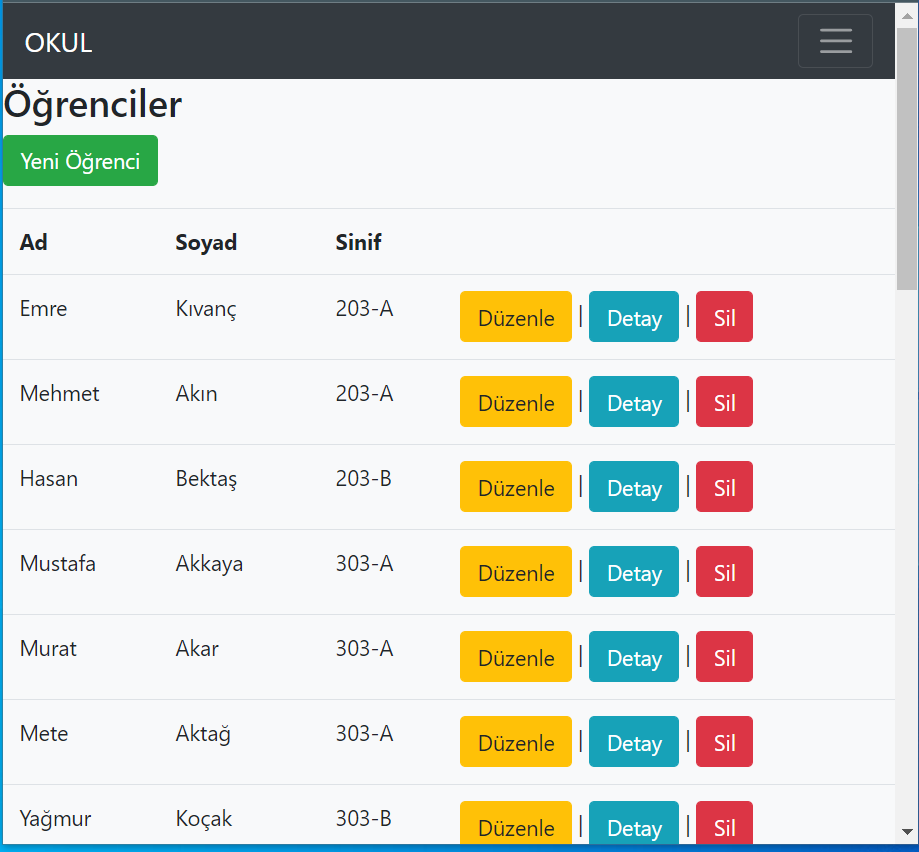 OKUL
Öğrenciler
Yeni Öğrenci
Ad Soyad Sinif
Emre Kıvanç 203-A Düzenle | Detay | Sil
Mehmet Akın 203-A Düzenle | Detay | Sil
Hasan Bektaş 203-B Düzenle | Detay | Sil
Mustafa Akkaya 303-A Düzenle | Detay | Sil
Murat Akar 303-A Düzenle | Detay | Sil
Mete Aktağ 303-A Düzenle | Detay | Sil
Yağmur Koçak 303-B Düzenle | Detay | Sil